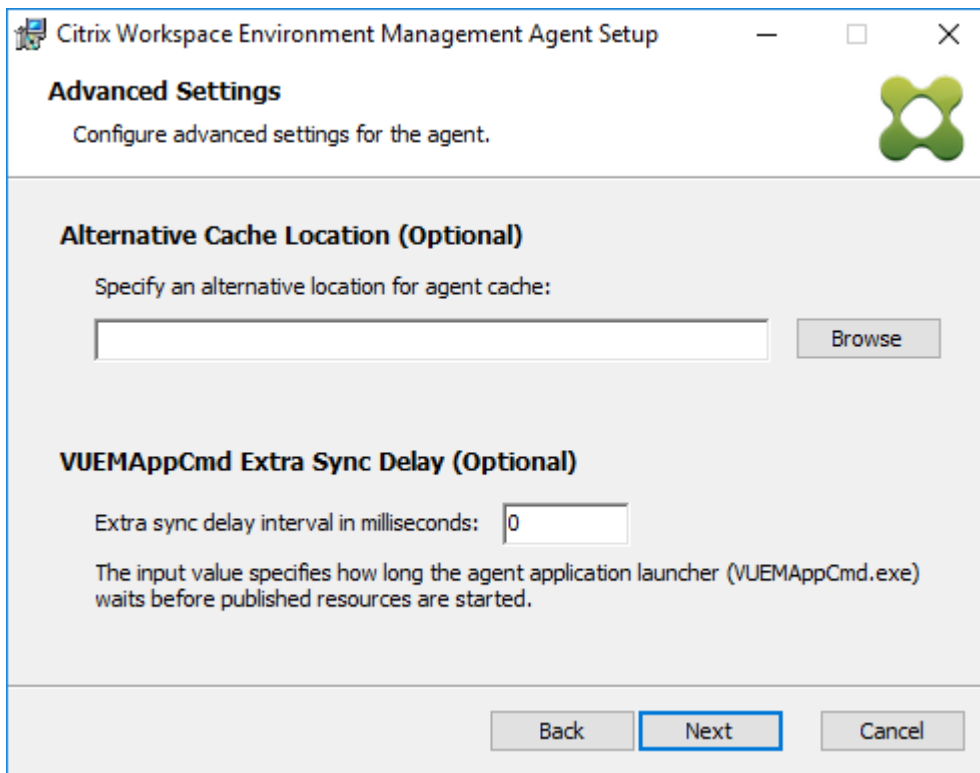 Citrix Workspace Environment Management Agent Setup
Advanced Settings
Configure advanced settings for the agent.
Alternative Cache Location (Optional)
Specify an alternative location for agent cache:
Browse
VUEMAppCmd Extra Sync Delay (Optional)
Extra sync delay interval in milliseconds: 0
The input value specifies how long the agent application launcher (VUEMAppCmd.exe)
waits before published resources are started.
Back Next Cancel